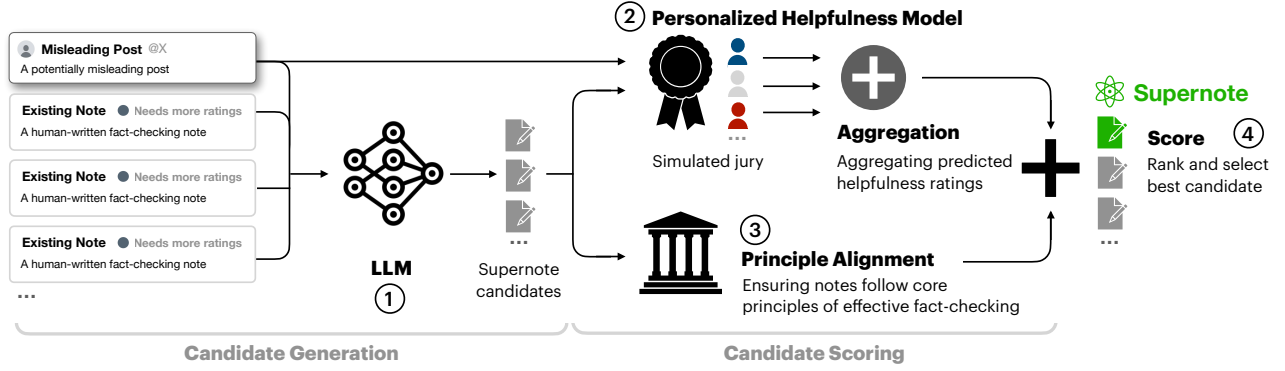 Misleading Post @X
A potentially misleading post
Existing Note Needs more ratings
A human-written fact-checking note
Existing Note Needs more ratings
A human-written fact-checking note
Existing Note Needs more ratings
A human-written fact-checking note
...
LLM
1
Supernote
candidates
...
Candidate Generation
2 Personalized Helpfulness Model
...
Simulated jury
Aggregation
Aggregating predicted
helpfulness ratings
3
Principle Alignment
Ensuring notes follow core
principles of effective fact-checking
Candidate Scoring
Supernote
Score 4
Rank and select
best candidate
...